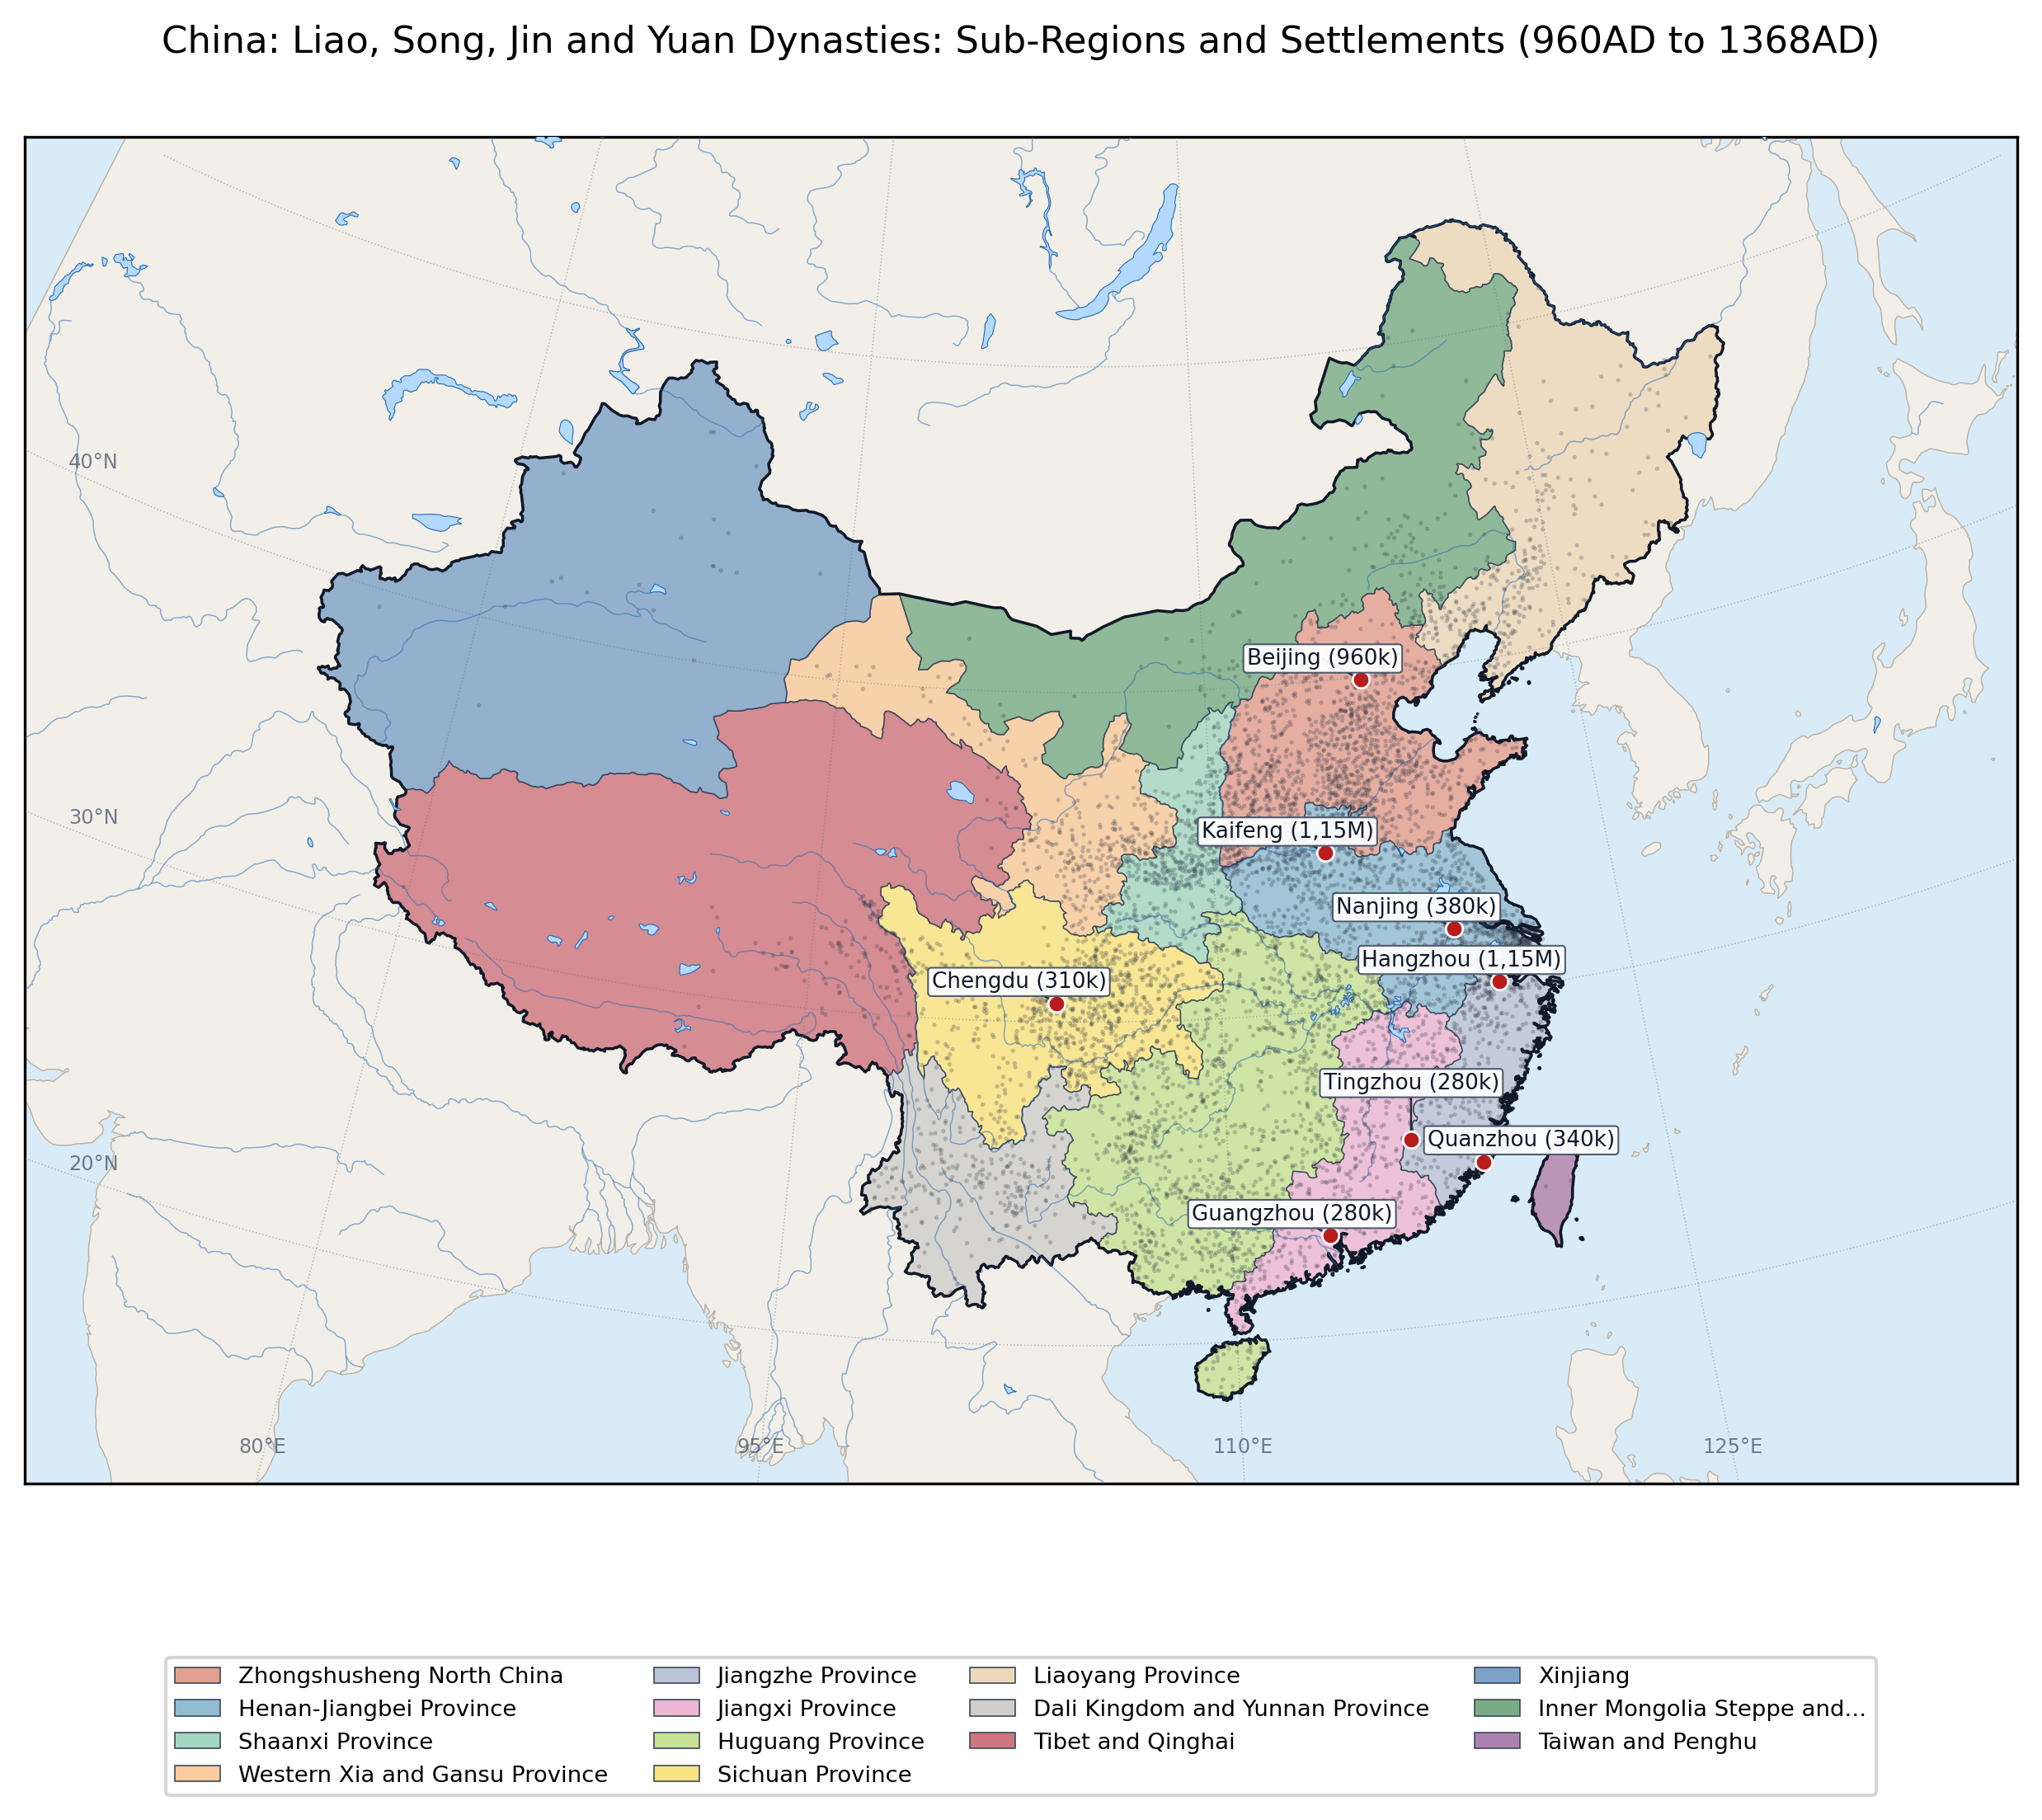 China: Liao, Song, Jin and Yuan Dynasties: Sub-Regions and Settlements (960AD to 1368AD)
40°N
30°N
20°N
80°E
95°E
110°E
125°E
Beijing (960k)
Kaifeng (1,15M)
Nanjing (380k)
Hangzhou (1,15M)
Chengdu (310k)
Tingzhou (280k)
Quanzhou (340k)
Guangzhou (280k)
Zhongshusheng North China
Henan-Jiangbei Province
Shaanxi Province
Western Xia and Gansu Province
Jiangzhe Province
Jiangxi Province
Huguang Province
Sichuan Province
Liaoyang Province
Dali Kingdom and Yunnan Province
Tibet and Qinghai
Xinjiang
Inner Mongolia Steppe and...
Taiwan and Penghu